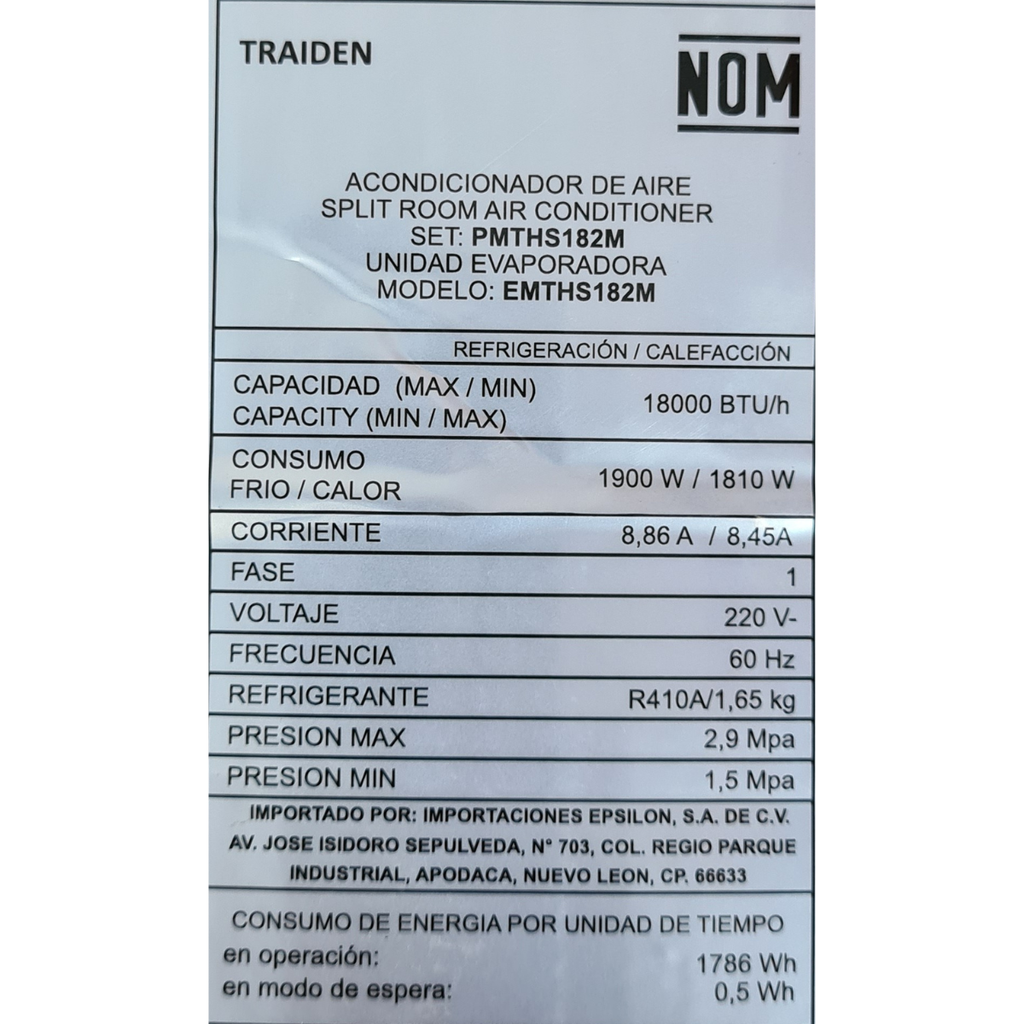 TRAIDEN
NOM
ACONDICIONADOR DE AIRE
SPLIT ROOM AIR CONDITIONER
SET: PMTHS182M
UNIDAD EVAPORADORA
MODELO: EMTHS182M
REFRIGERACIÓN / CALEFACCIÓN
CAPACIDAD (MAX / MIN)
CAPACITY (MIN / MAX)
18000 BTU/h
CONSUMO
FRIO / CALOR
1900 W / 1810 W
CORRIENTE 8,86 A / 8,45A
FASE 1
VOLTAJE 220 V-
FRECUENCIA 60 Hz
REFRIGERANTE R410A/1,65 kg
PRESION MAX 2,9 Mpa
PRESION MIN 1,5 Mpa
IMPORTADO POR: IMPORTACIONES EPSILON, S.A. DE C.V.
AV. JOSE ISIDORO SEPULVEDA, N° 703, COL. REGIO PARQUE
INDUSTRIAL, APODACA, NUEVO LEON, CP. 66633
CONSUMO DE ENERGIA POR UNIDAD DE TIEMPO
en operación: 1786 Wh
en modo de espera: 0,5 Wh